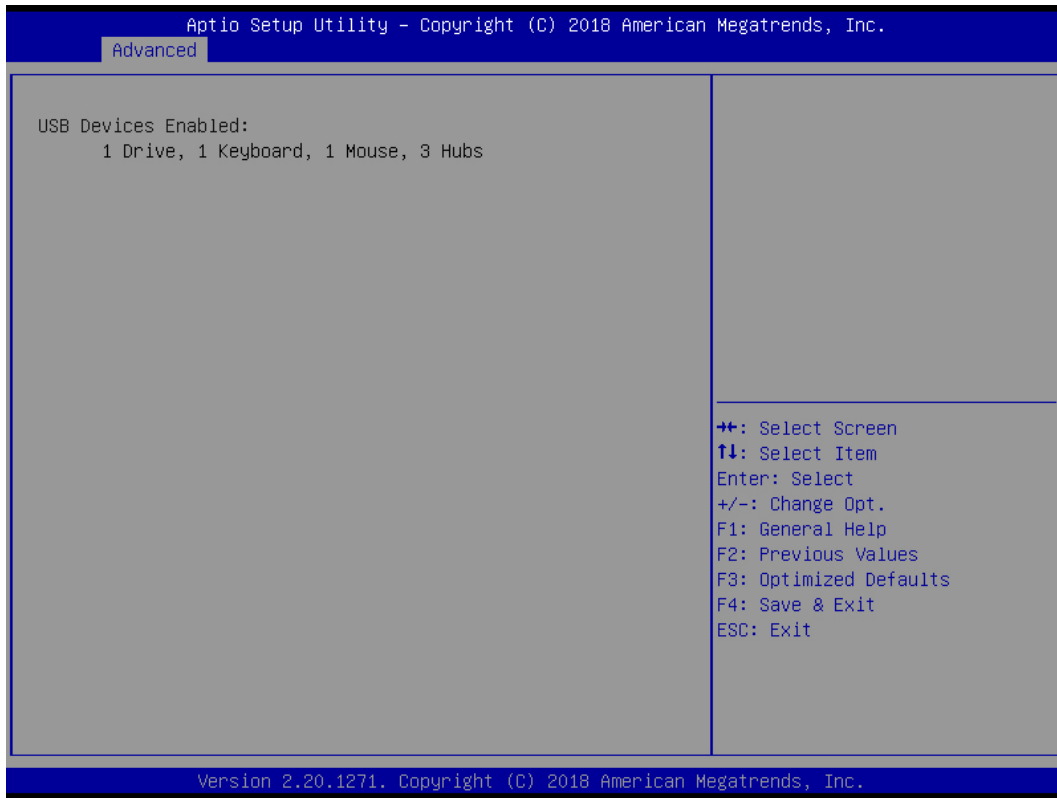 Aptio Setup Utility – Copyright (C) 2018 American Megatrends, Inc.
Advanced
USB Devices Enabled:
1 Drive, 1 Keyboard, 1 Mouse, 3 Hubs
→←: Select Screen
↑↓: Select Item
Enter: Select
+/-: Change Opt.
F1: General Help
F2: Previous Values
F3: Optimized Defaults
F4: Save & Exit
ESC: Exit
Version 2.20.1271. Copyright (C) 2018 American Megatrends, Inc.